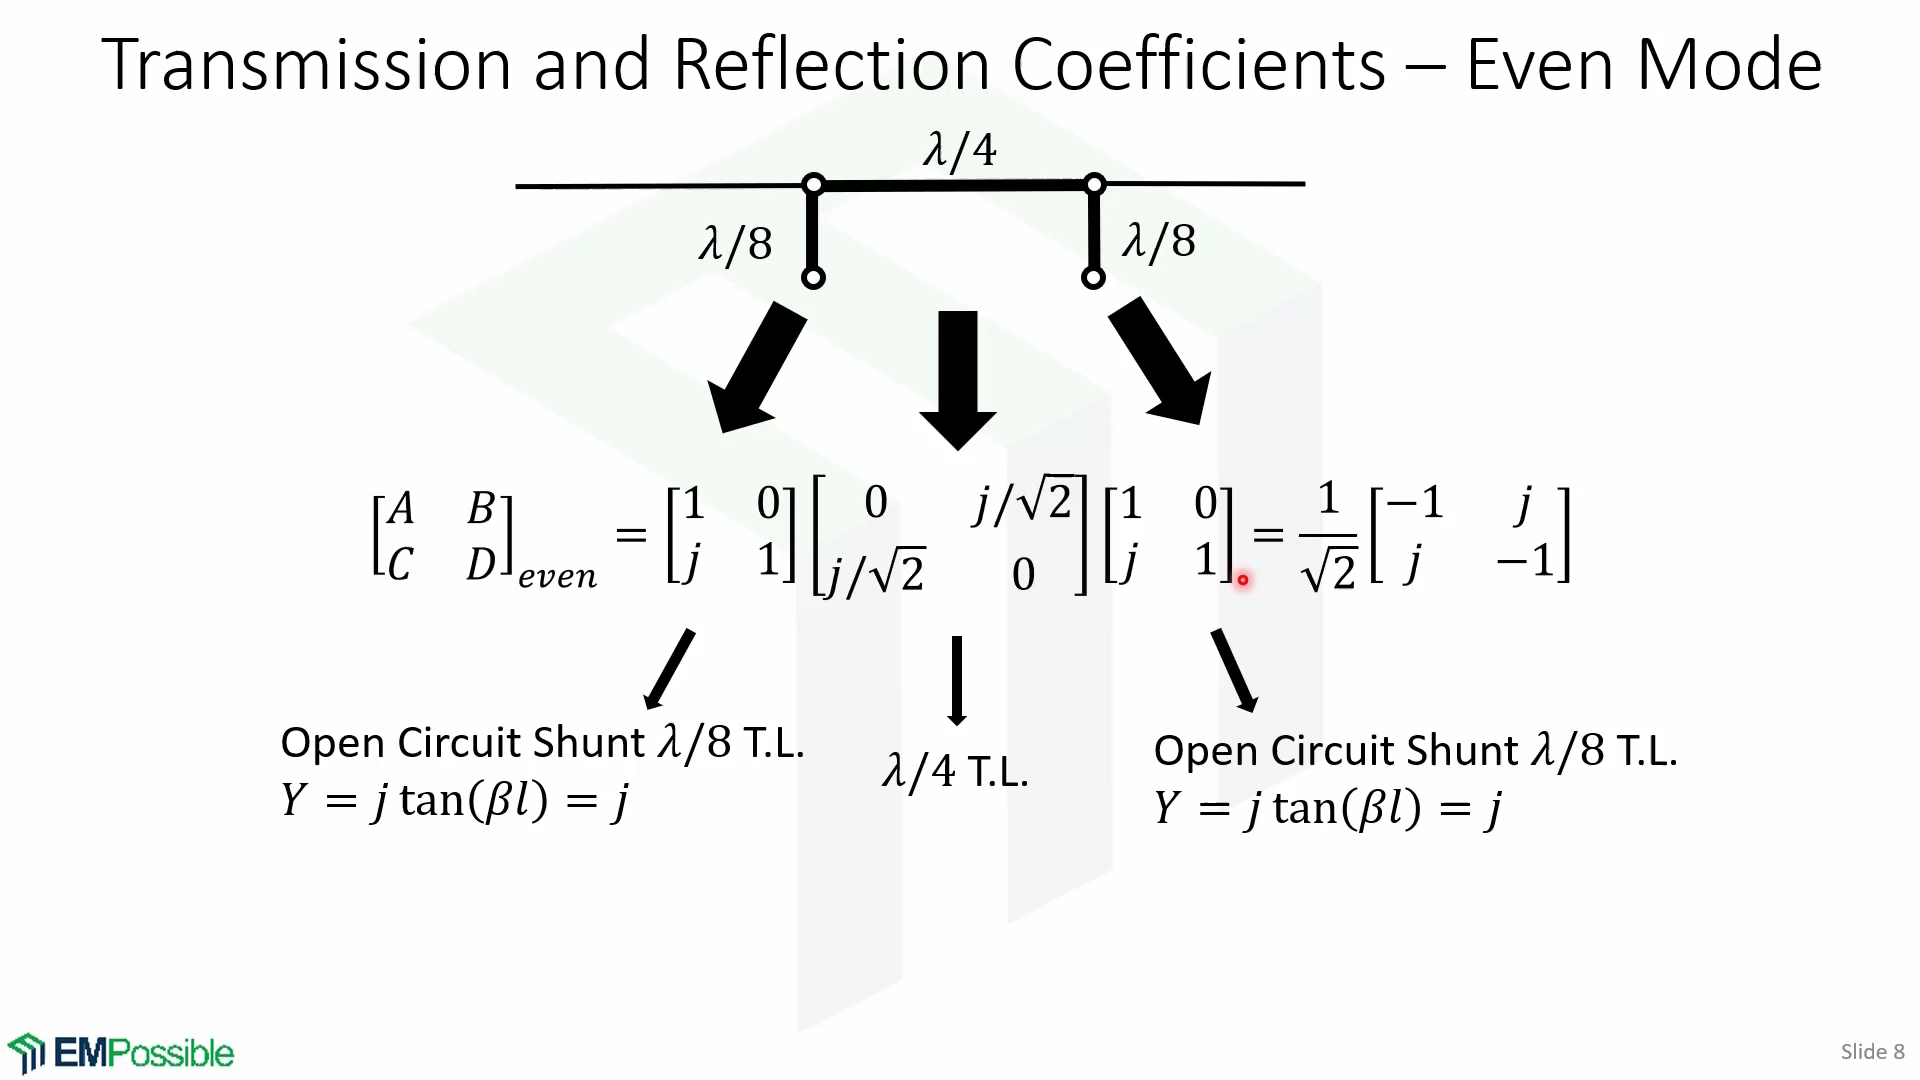 Transmission and Reflection Coefficients – Even Mode
λ/4
λ/8
λ/8
[A B; C D]even = [1 0; j 1] [0 j/√2; j/√2 0] [1 0; j 1] = 1/√2 [−1 j; j −1]
Open Circuit Shunt λ/8 T.L.
Y = j tan(βl) = j
λ/4 T.L.
Open Circuit Shunt λ/8 T.L.
Y = j tan(βl) = j
EMPossible
Slide 8